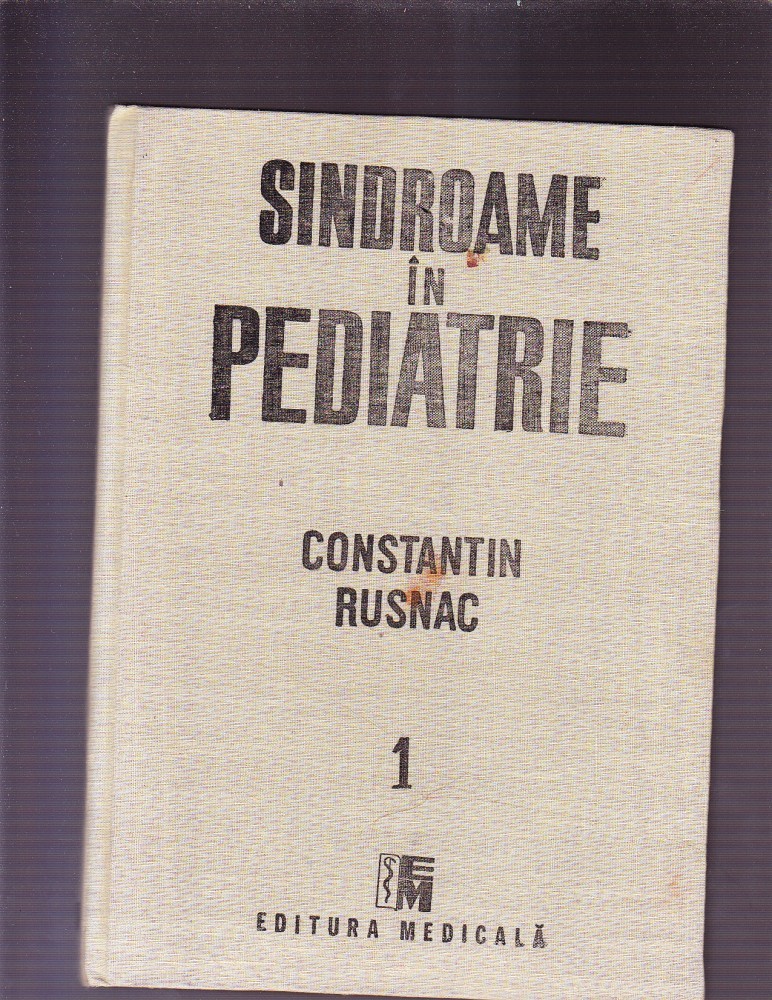 SINDROAME
ÎN
PEDIATRIE
CONSTANTIN
RUSNAC
1
EM
EDITURA MEDICALĂ